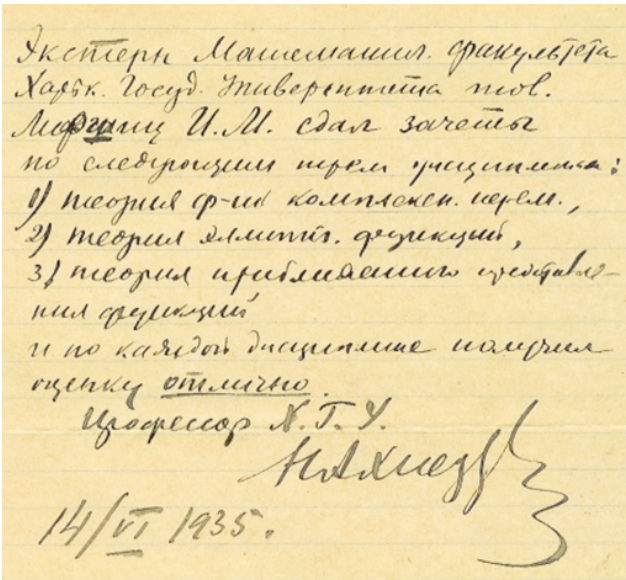 Экстерн Математич. факультета
Харьк. Госуд. Университета тов.
Лифшиц И.М. сдал зачеты
по следующим трем дисциплинам:
1) теория ф-ий комплексн. перем.,
2) теория эллипт. функций,
3) теория приближенного представле-
ния функций
и по каждой дисциплине получил
оценку отлично.
Профессор Х.Г.У.
Н Ахиезер
14/VI 1935.